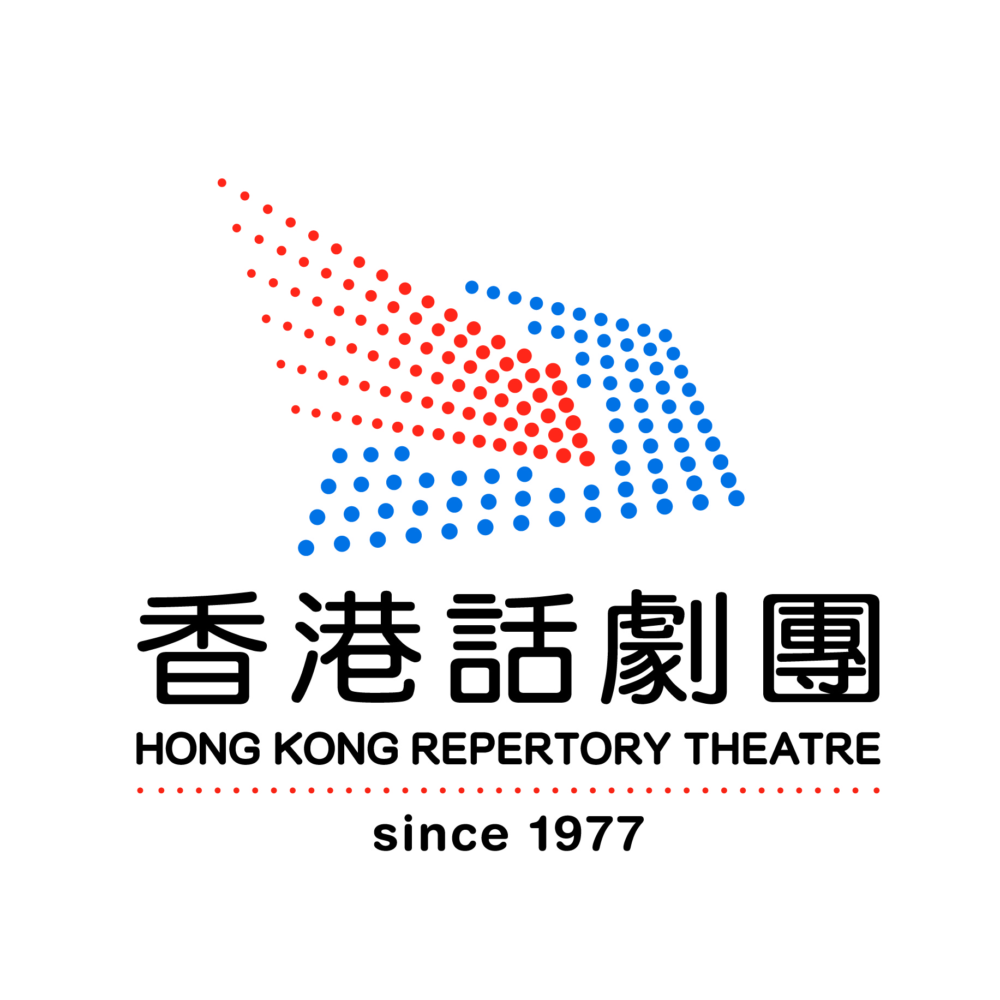 香港話劇團
HONG KONG REPERTORY THEATRE
since 1977